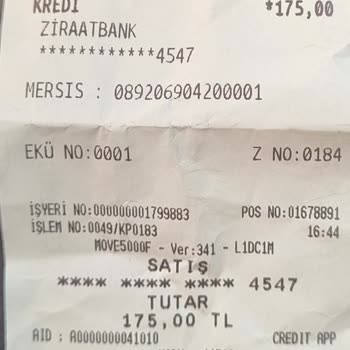 KREDİ *175,00
ZİRAATBANK
************4547
MERSIS : 089206904200001
EKÜ NO:0001 Z NO:0184
İŞYERİ NO:000000001799883 POS NO:01678891
İŞLEM NO:0049/KP0183 16:44
MOVE5000F - Ver:341 - L1DC1M
SATIŞ
**** **** **** 4547
TUTAR
175,00 TL
AID : A0000000041010 CREDIT APP